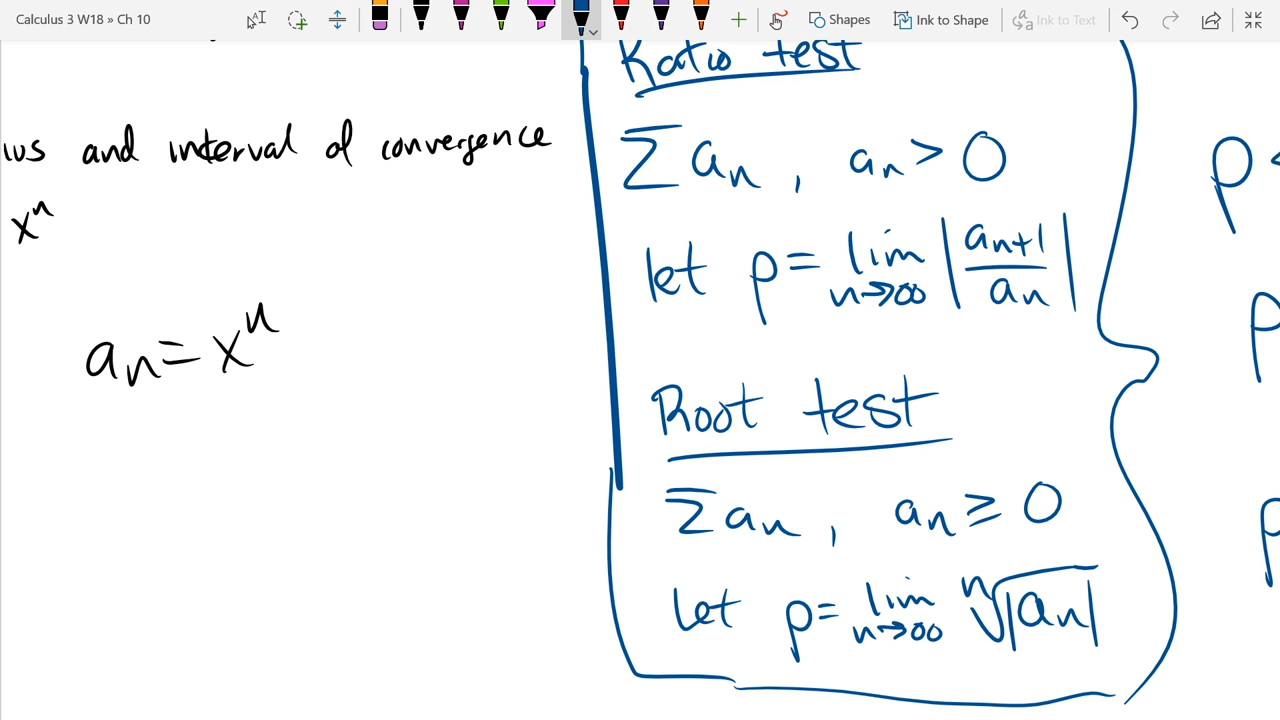 Calculus 3 W18 » Ch 10
Shapes
Ink to Shape
Ink to Text
and interval of convergence
xⁿ
aₙ = xⁿ
Ratio test
∑ aₙ , aₙ > 0
let p = lim n→∞ |aₙ₊₁ / aₙ|
Root test
∑ aₙ , aₙ ≥ 0
let p = lim n→∞ ⁿ√|aₙ|
p <
p
p